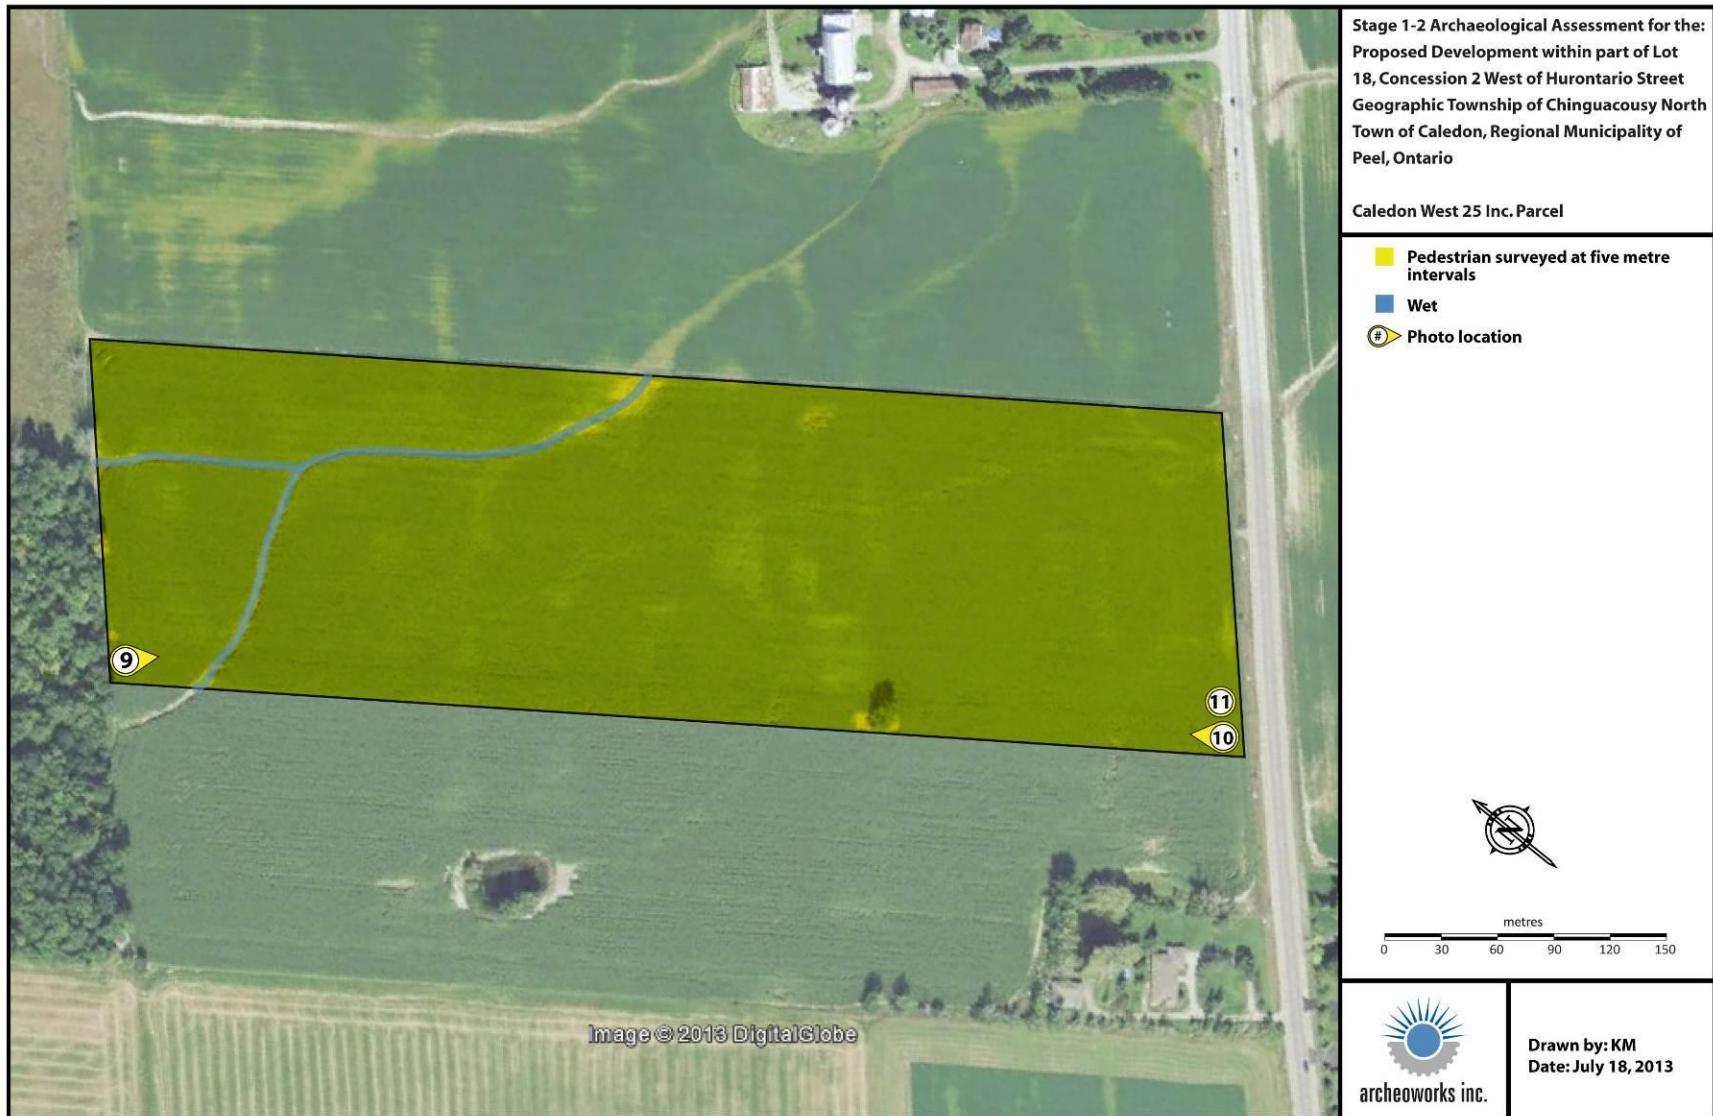 Stage 1-2 Archaeological Assessment for the:
Proposed Development within part of Lot
18, Concession 2 West of Hurontario Street
Geographic Township of Chinguacousy North
Town of Caledon, Regional Municipality of
Peel, Ontario
Caledon West 25 Inc. Parcel
Pedestrian surveyed at five metre
intervals
Wet
# Photo location
9
11
10
N
metres
0 30 60 90 120 150
Image © 2013 DigitalGlobe
archeoworks inc.
Drawn by: KM
Date: July 18, 2013